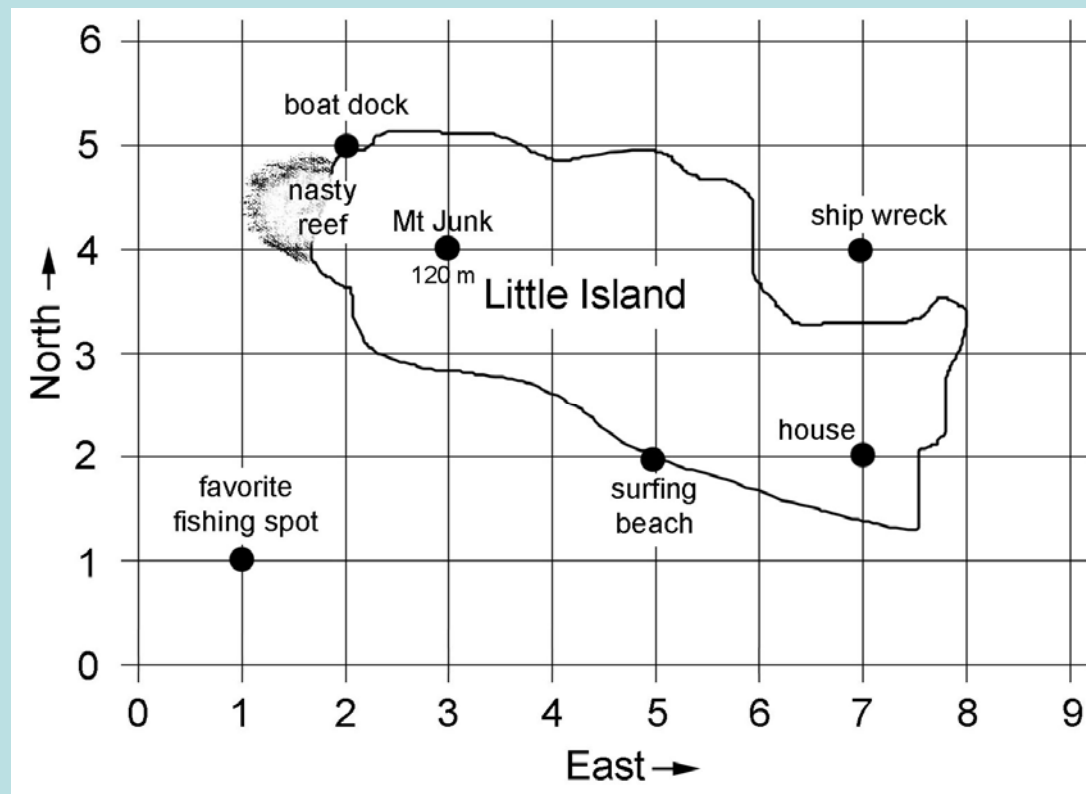 6
boat dock
5
nasty
reef
Mt Junk
ship wreck
4
120 m
Little Island
North
3
house
2
favorite
fishing spot
surfing
beach
1
0
0 1 2 3 4 5 6 7 8 9
East